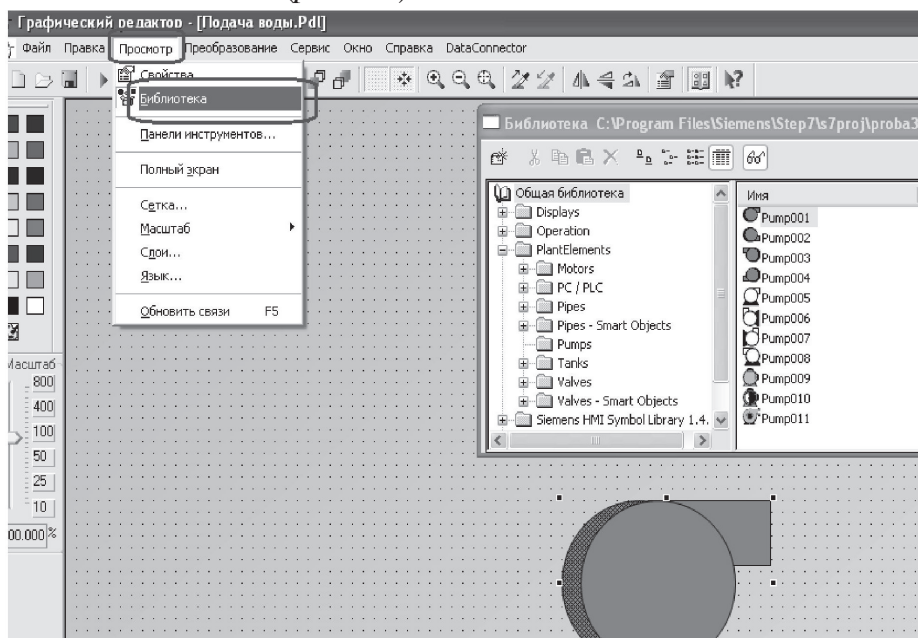 Графический редактор - [Подача воды.Pdl]
Файл Правка Просмотр Преобразование Сервис Окно Справка DataConnector
Свойства
Библиотека
Панели инструментов...
Полный экран
Сетка...
Масштаб
Слои...
Язык...
Обновить связи F5
Масштаб
800
400
100
50
25
10
00.000 %
Библиотека C:\Program Files\Siemens\Step7\s7proj\proba3
Общая библиотека
Displays
Operation
PlantElements
Motors
PC / PLC
Pipes
Pipes - Smart Objects
Pumps
Tanks
Valves
Valves - Smart Objects
Siemens HMI Symbol Library 1.4.
Имя
Pump001
Pump002
Pump003
Pump004
Pump005
Pump006
Pump007
Pump008
Pump009
Pump010
Pump011